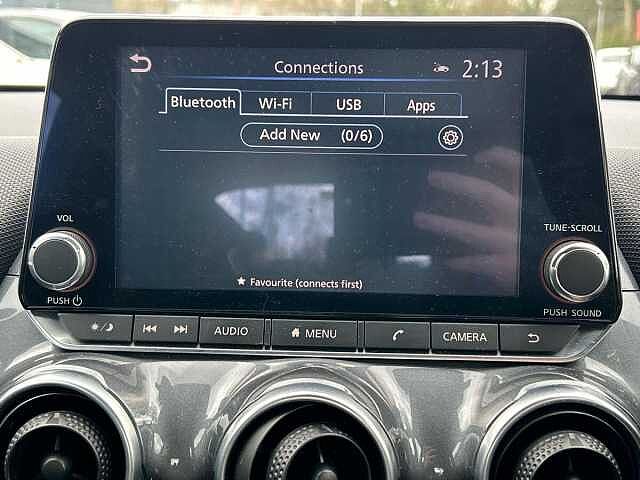 Connections
2:13
Bluetooth Wi-Fi USB Apps
Add New (0/6)
★ Favourite (connects first)
VOL
PUSH
TUNE-SCROLL
PUSH SOUND
AUDIO MENU CAMERA